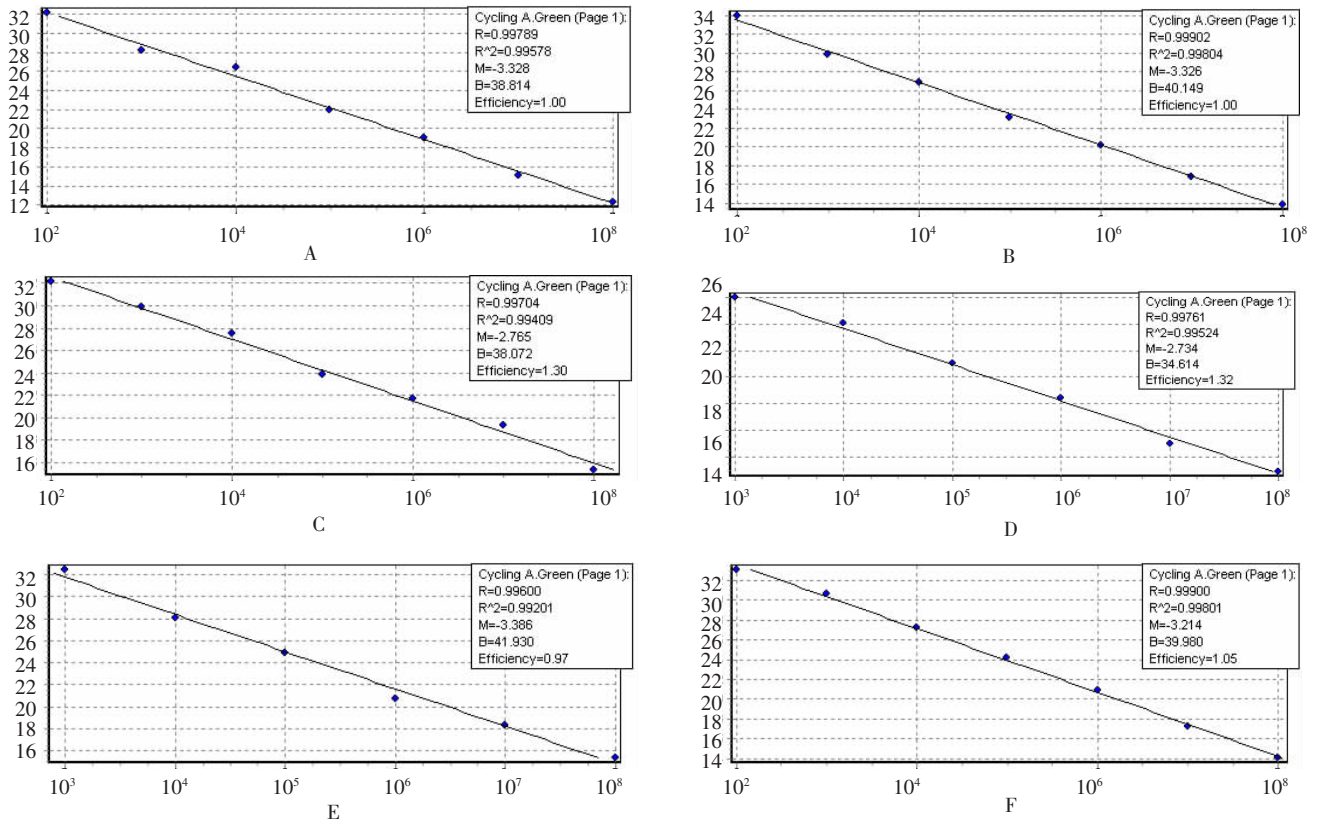 32
30
28
26
24
22
20
18
16
14
12
10²
10⁴
10⁶
10⁸
Cycling A.Green (Page 1):
R=0.99789
R^2=0.99578
M=-3.328
B=38.814
Efficiency=1.00
A
34
32
30
28
26
24
22
20
18
16
14
10²
10⁴
10⁶
10⁸
Cycling A.Green (Page 1):
R=0.99902
R^2=0.99804
M=-3.326
B=40.149
Efficiency=1.00
B
32
30
28
26
24
22
20
18
16
10²
10⁴
10⁶
10⁸
Cycling A.Green (Page 1):
R=0.99704
R^2=0.99409
M=-2.765
B=38.072
Efficiency=1.30
C
26
22
20
18
16
14
10³
10⁴
10⁵
10⁶
10⁷
10⁸
Cycling A.Green (Page 1):
R=0.99761
R^2=0.99524
M=-2.734
B=34.614
Efficiency=1.32
D
32
30
28
26
24
22
20
18
16
10³
10⁴
10⁵
10⁶
10⁷
10⁸
Cycling A.Green (Page 1):
R=0.99600
R^2=0.99201
M=-3.386
B=41.930
Efficiency=0.97
E
32
30
28
26
24
22
20
18
16
14
10²
10⁴
10⁶
10⁸
Cycling A.Green (Page 1):
R=0.99900
R^2=0.99801
M=-3.214
B=39.980
Efficiency=1.05
F